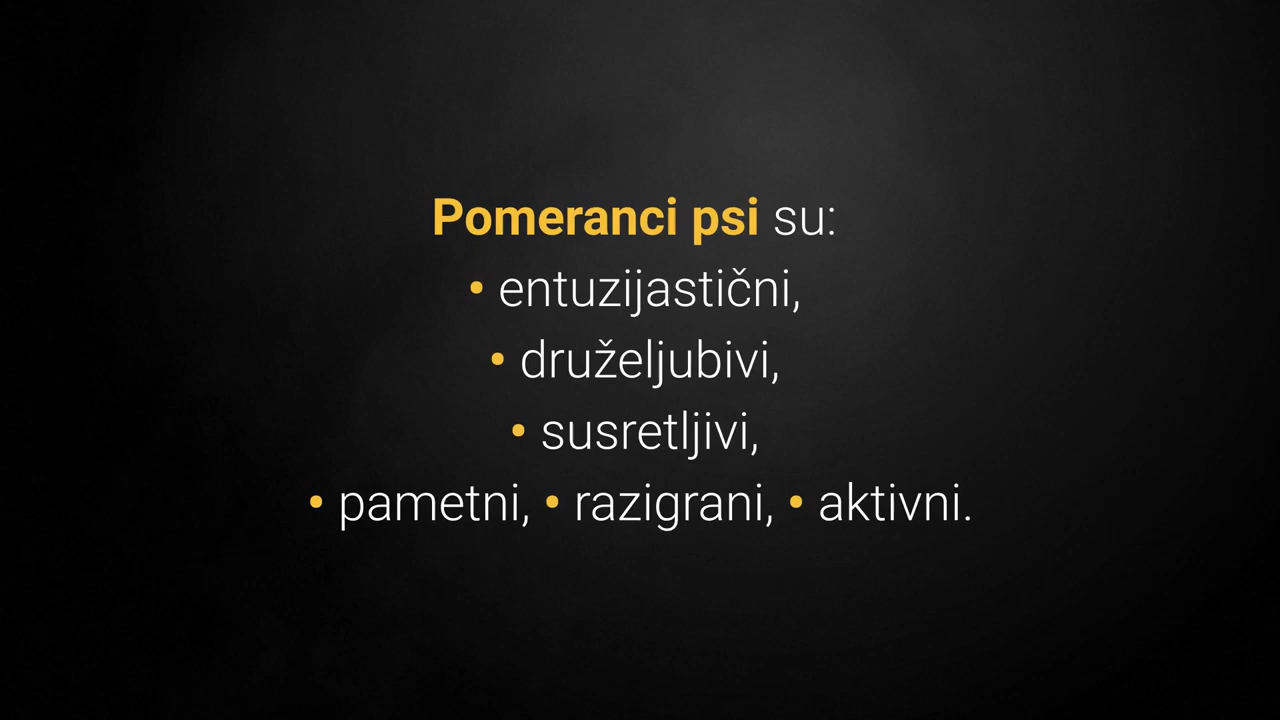 Pomeranci psi su:
• entuzijastični,
• druželjubivi,
• susretljivi,
• pametni, • razigrani, • aktivni.